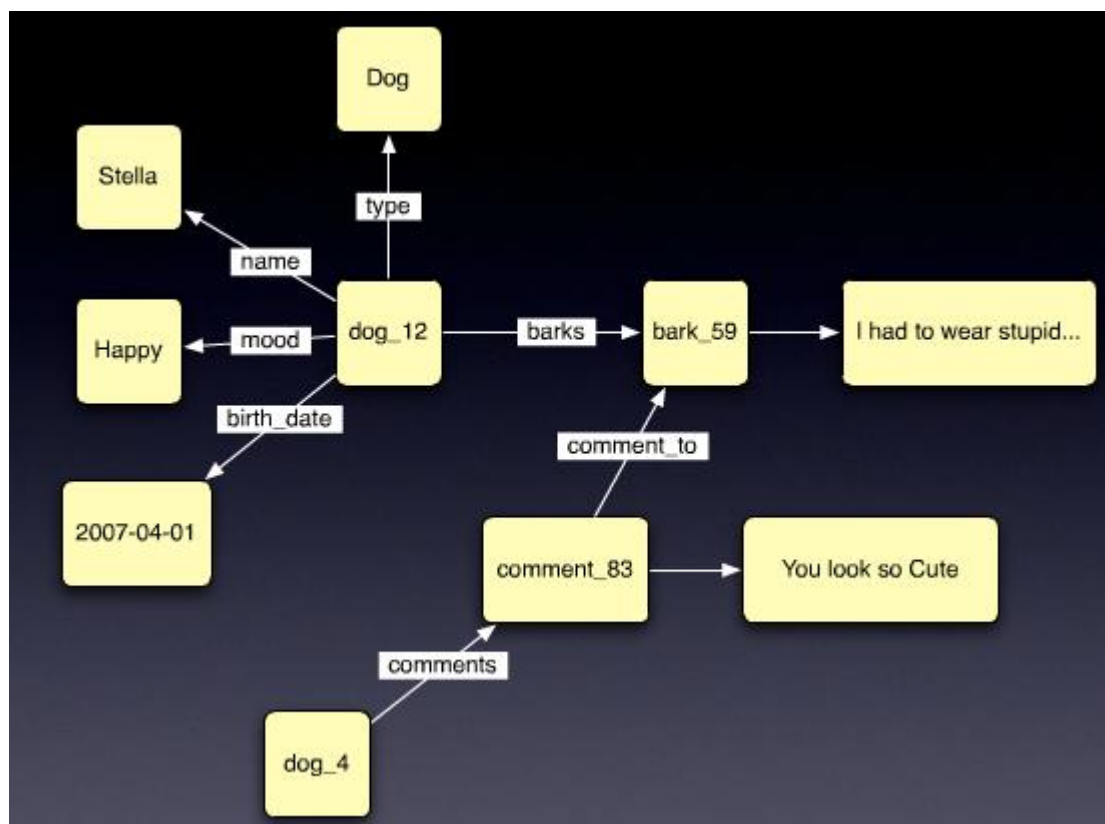 Dog
Stella
type
name
Happy
mood
dog_12
barks
bark_59
I had to wear stupid...
birth_date
comment_to
2007-04-01
comment_83
You look so Cute
comments
dog_4